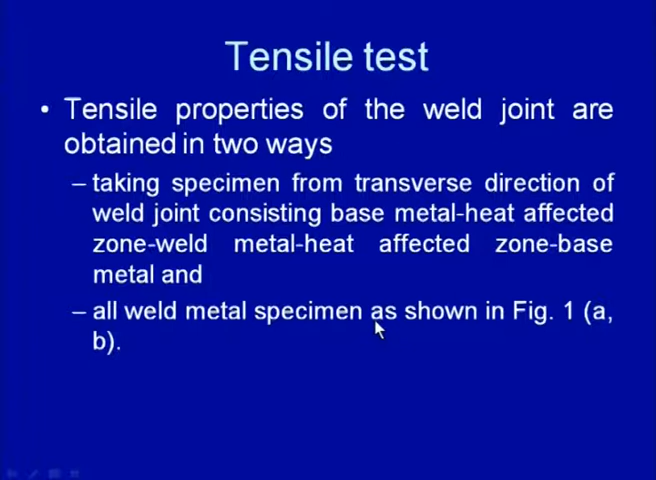 Tensile test
• Tensile properties of the weld joint are
obtained in two ways
– taking specimen from transverse direction of
weld joint consisting base metal-heat affected
zone-weld metal-heat affected zone-base
metal and
– all weld metal specimen as shown in Fig. 1 (a,
b).